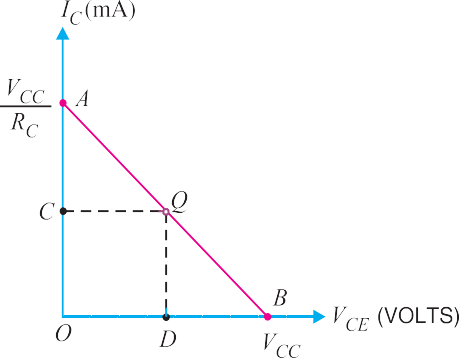 I_C (mA)
V_CC
R_C
A
C
Q
B
V_CE (VOLTS)
O
D
V_CC